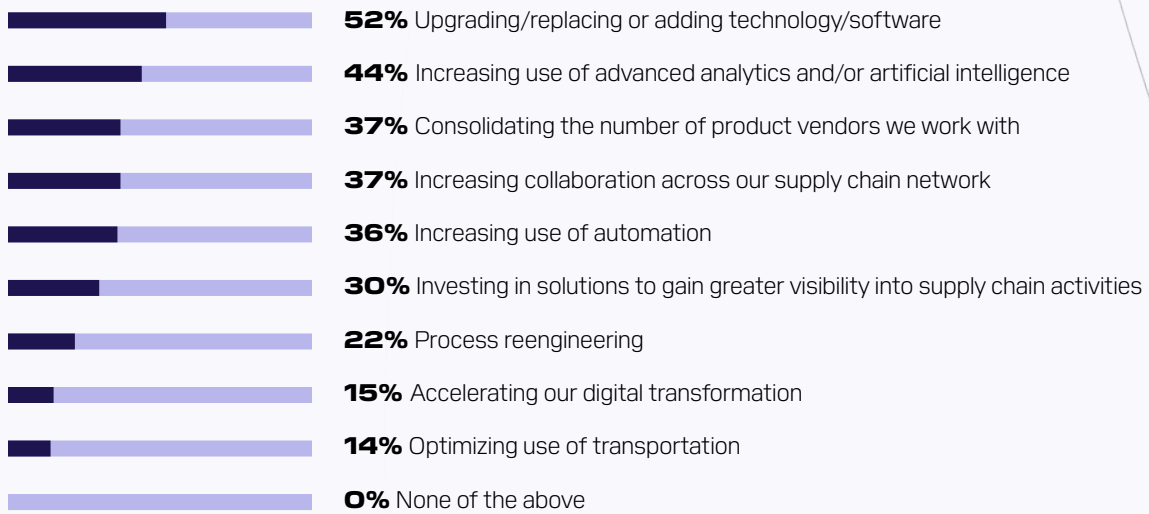 52% Upgrading/replacing or adding technology/software
44% Increasing use of advanced analytics and/or artificial intelligence
37% Consolidating the number of product vendors we work with
37% Increasing collaboration across our supply chain network
36% Increasing use of automation
30% Investing in solutions to gain greater visibility into supply chain activities
22% Process reengineering
15% Accelerating our digital transformation
14% Optimizing use of transportation
0% None of the above